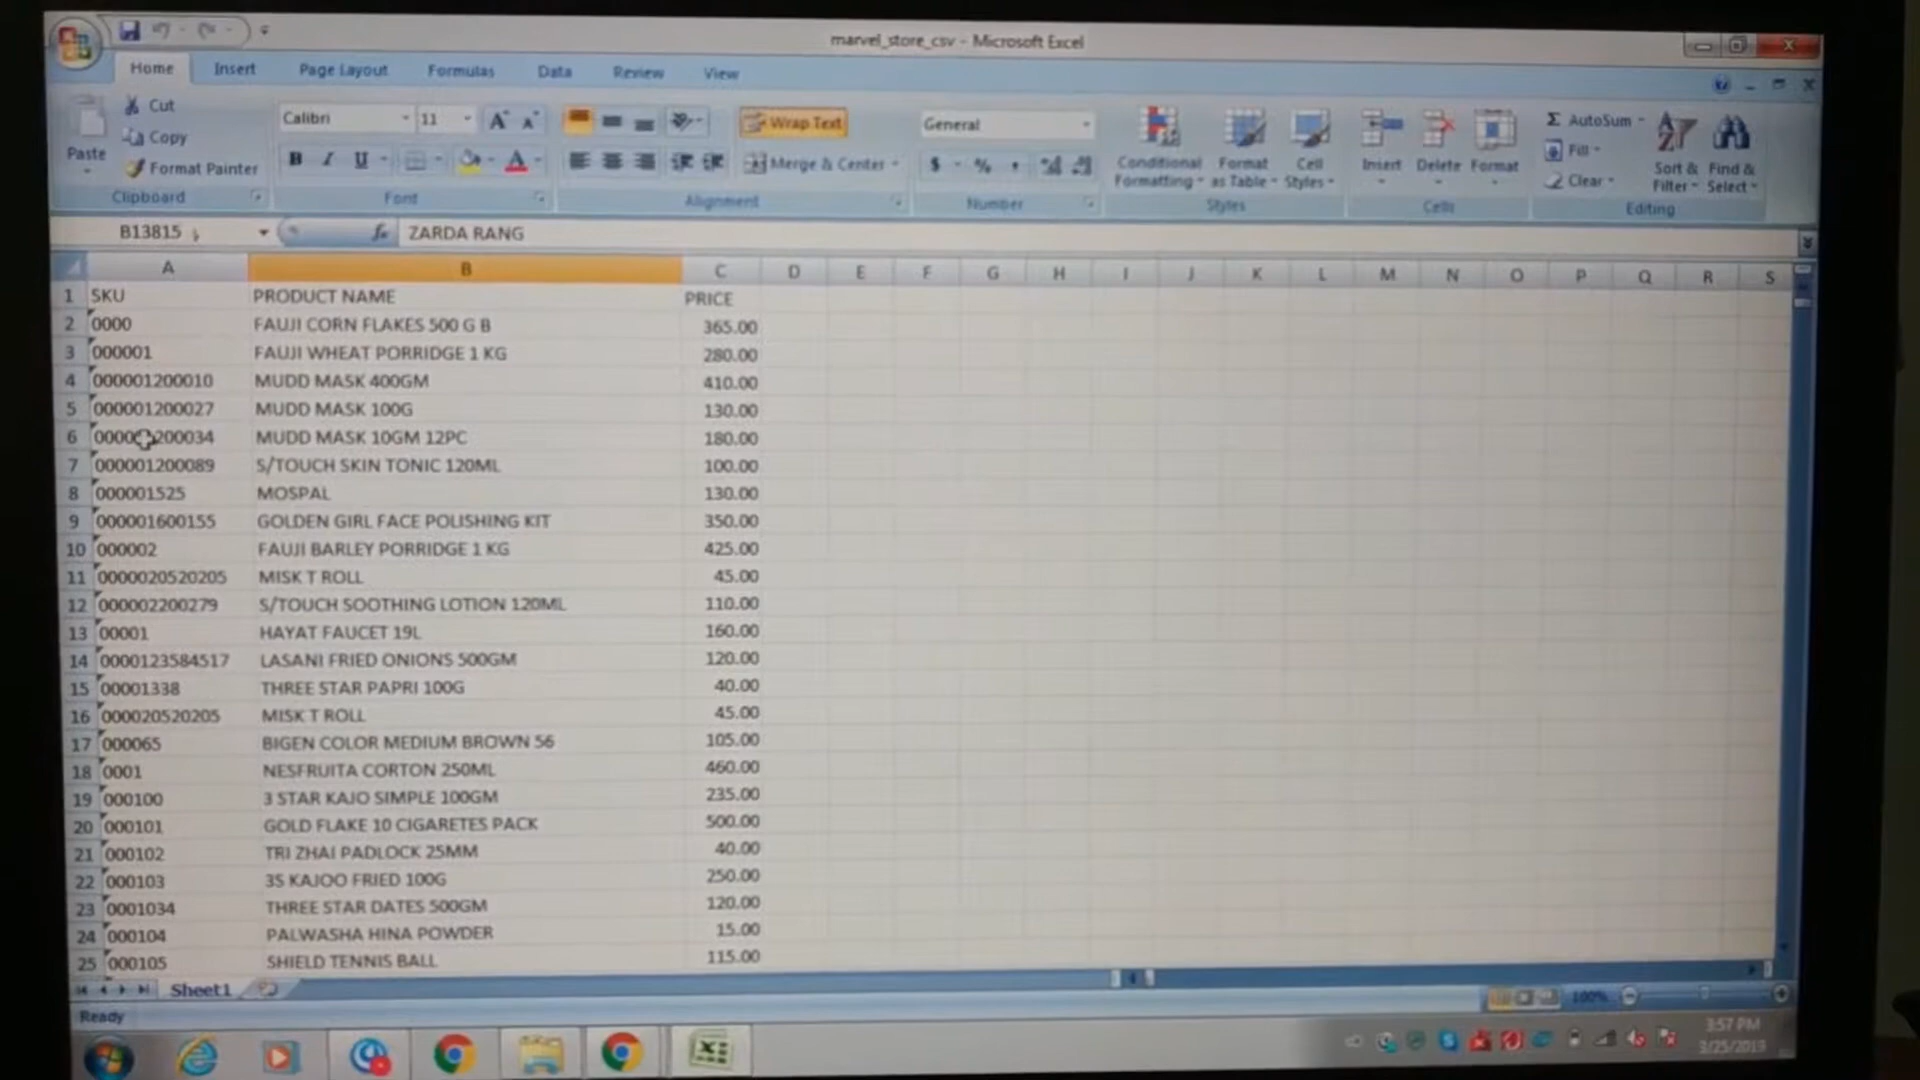 marvel_store_csv - Microsoft Excel
Home Insert Page Layout Formulas Data Review View
Cut
Copy
Format Painter
Paste
Clipboard
Calibri 11
B I U
Font
Wrap Text
Merge & Center
Alignment
General
$ % ,
Number
Conditional Formatting
Format as Table
Cell Styles
Styles
Insert Delete Format
Cells
Σ AutoSum
Fill
Clear
Sort & Filter
Find & Select
Editing
B13815 fx ZARDA RANG
A B C D E F G H I J K L M N O P Q R S
1 SKU PRODUCT NAME PRICE
2 0000 FAUJI CORN FLAKES 500 G B 365.00
3 000001 FAUJI WHEAT PORRIDGE 1 KG 280.00
4 000001200010 MUDD MASK 400GM 410.00
5 000001200027 MUDD MASK 100G 130.00
6 MUDD MASK 10GM 12PC 180.00
7 000001200089 S/TOUCH SKIN TONIC 120ML 100.00
8 000001525 MOSPAL 130.00
9 000001600155 GOLDEN GIRL FACE POLISHING KIT 350.00
10 000002 FAUJI BARLEY PORRIDGE 1 KG 425.00
11 0000020520205 MISK T ROLL 45.00
12 000002200279 S/TOUCH SOOTHING LOTION 120ML 110.00
13 00001 HAYAT FAUCET 19L 160.00
14 0000123584517 LASANI FRIED ONIONS 500GM 120.00
15 00001338 THREE STAR PAPRI 100G 40.00
16 000020520205 MISK T ROLL 45.00
17 000065 BIGEN COLOR MEDIUM BROWN 56 105.00
18 0001 NESFRUITA CORTON 250ML 460.00
19 000100 3 STAR KAJO SIMPLE 100GM 235.00
20 000101 GOLD FLAKE 10 CIGARETES PACK 500.00
21 000102 TRI ZHAI PADLOCK 25MM 40.00
22 000103 3S KAJOO FRIED 100G 250.00
23 0001034 THREE STAR DATES 500GM 120.00
24 000104 PALWASHA HINA POWDER 15.00
25 000105 SHIELD TENNIS BALL 115.00
Sheet1
Ready
100%
3:57 PM
3/25/2019